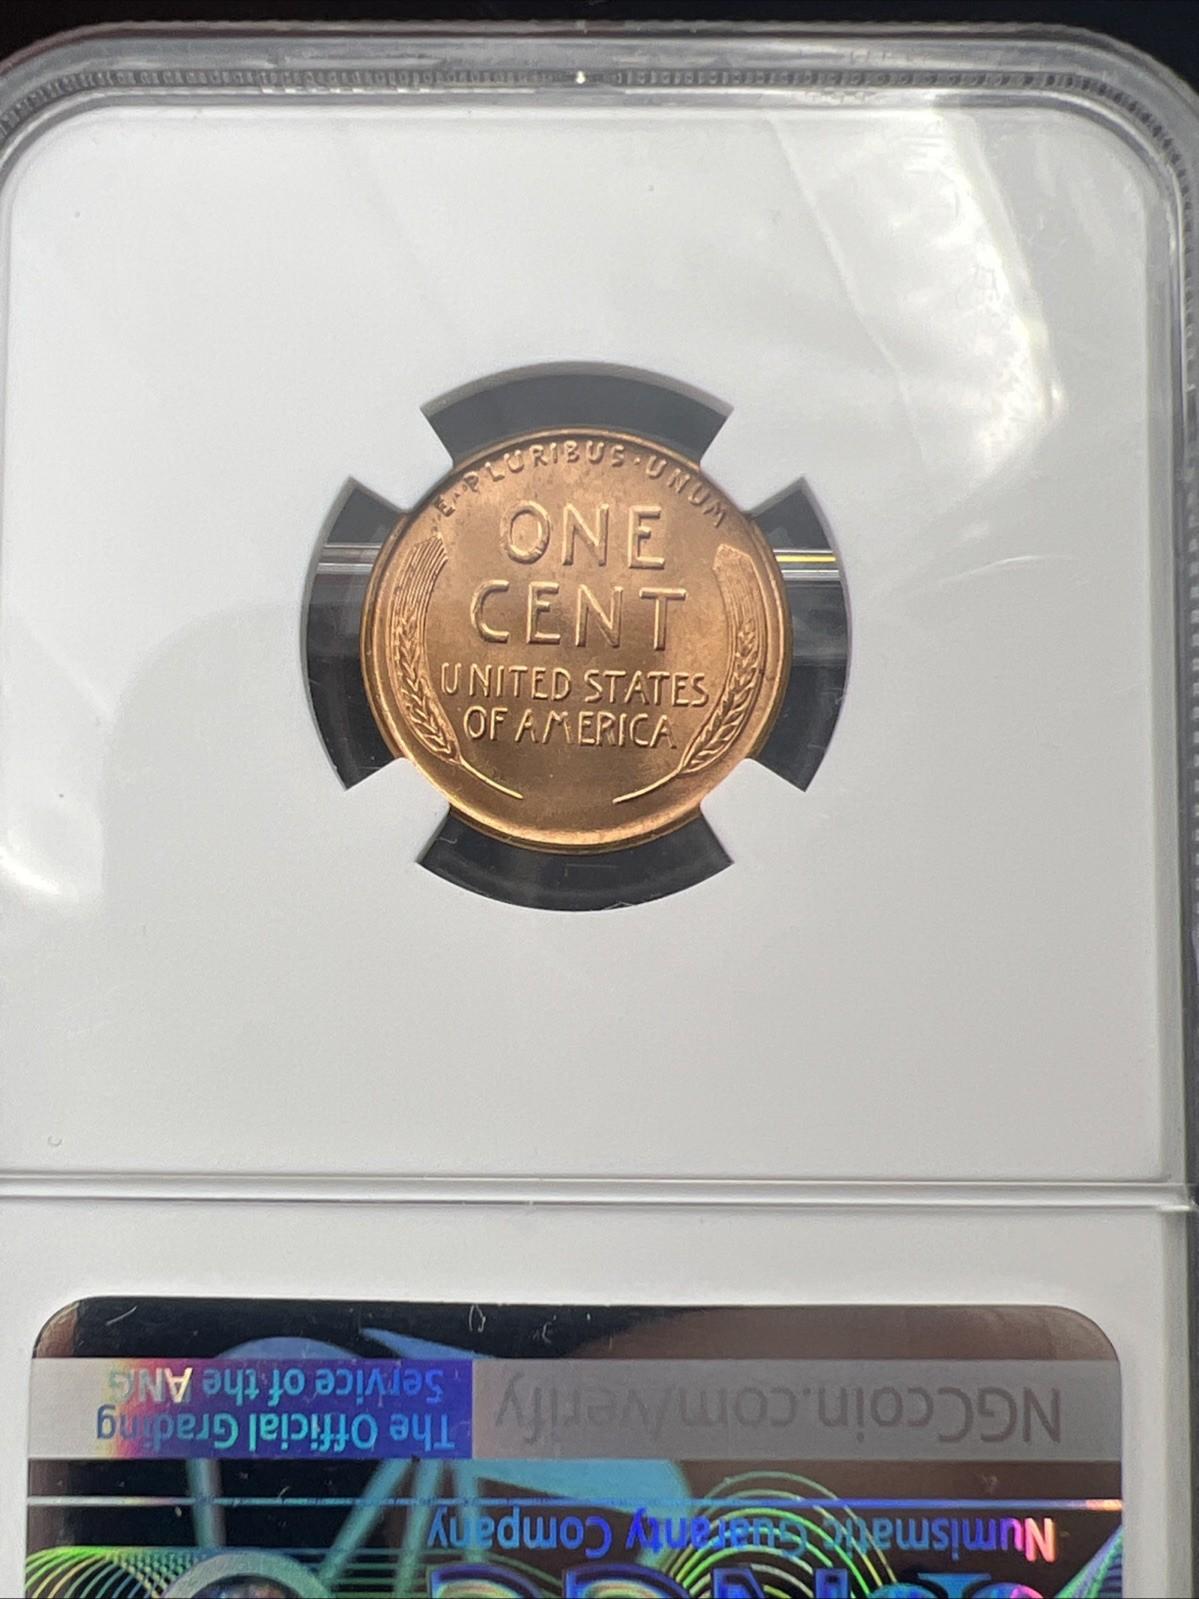 E·PLURIBUS·UNUM
ONE
CENT
UNITED STATES
OF AMERICA
NGCcoin.com/verify
The Official Grading
Service of the ANA
Numismatic Guaranty Company